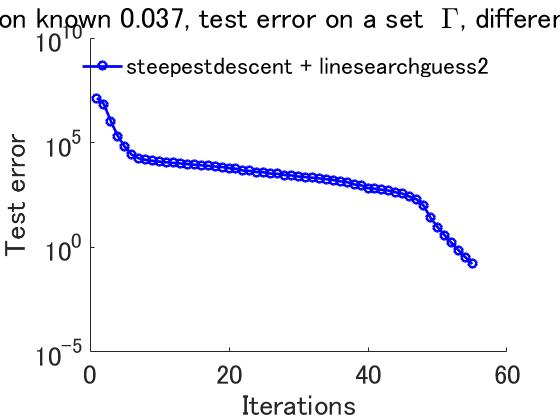 on known 0.037, test error on a set Γ, differen
10^10
steepestdescent + linesearchguess2
10^5
Test error
10^0
10^-5
0 20 40 60
Iterations